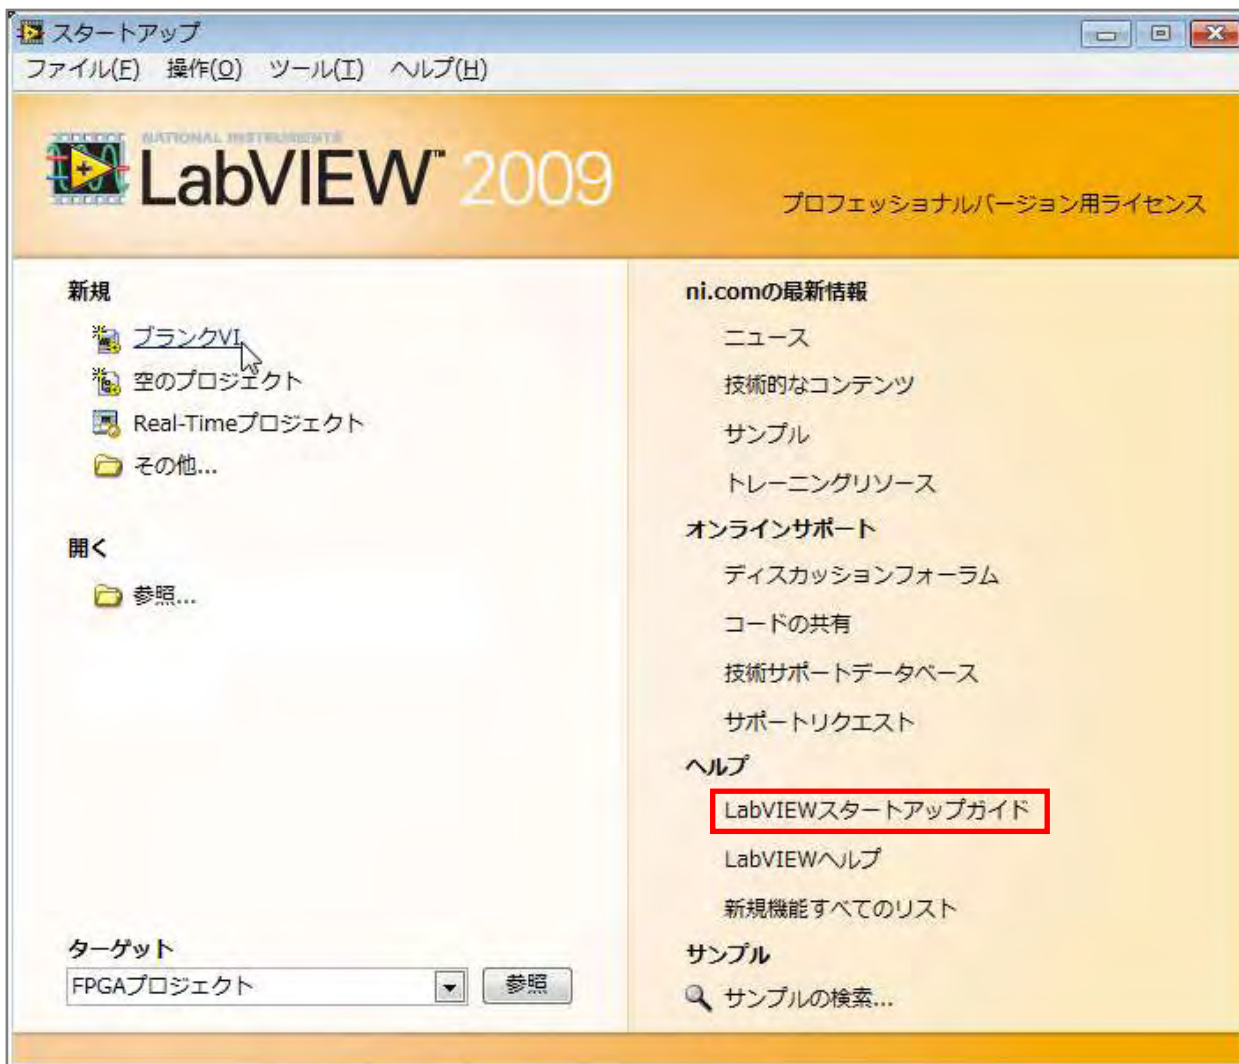 スタートアップ
ファイル(F) 操作(O) ツール(T) ヘルプ(H)
NATIONAL INSTRUMENTS
LabVIEW™ 2009
プロフェッショナルバージョン用ライセンス
新規
ブランクVI
空のプロジェクト
Real-Timeプロジェクト
その他...
開く
参照...
ターゲット
FPGAプロジェクト
参照
ni.comの最新情報
ニュース
技術的なコンテンツ
サンプル
トレーニングリソース
オンラインサポート
ディスカッションフォーラム
コードの共有
技術サポートデータベース
サポートリクエスト
ヘルプ
LabVIEWスタートアップガイド
LabVIEWヘルプ
新規機能すべてのリスト
サンプル
サンプルの検索...